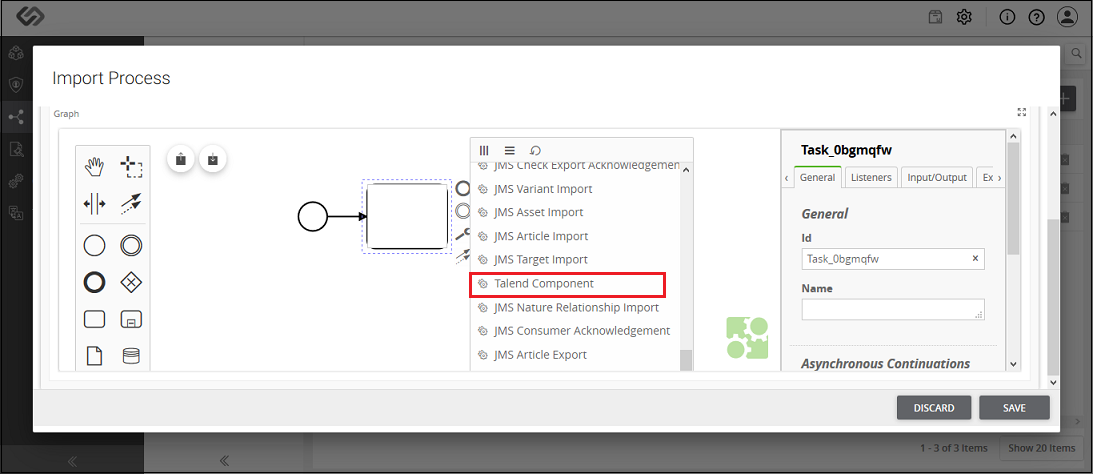 Import Process
Graph
JMS Check Export Acknowledgement
JMS Variant Import
JMS Asset Import
JMS Article Import
JMS Target Import
Talend Component
JMS Nature Relationship Import
JMS Consumer Acknowledgement
JMS Article Export
Task_0bgmqfw
General
Listeners
Input/Output
Ex
General
Id
Task_0bgmqfw
Name
Asynchronous Continuations
DISCARD
SAVE
1 - 3 of 3 Items
Show 20 Items